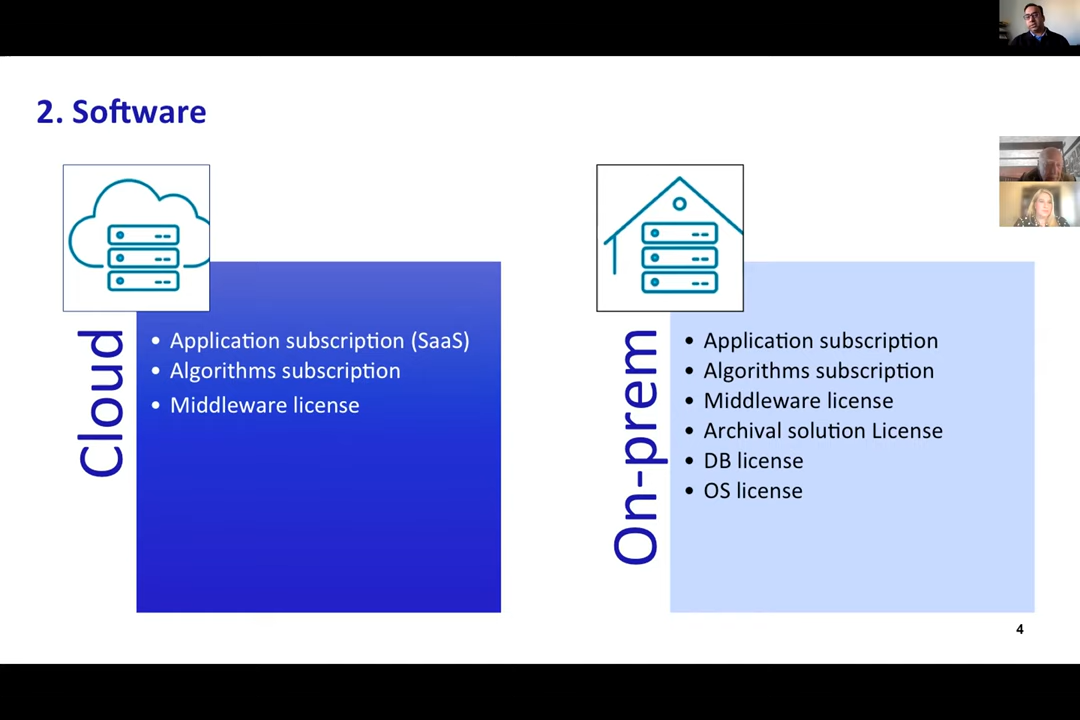 2. Software
Cloud
• Application subscription (SaaS)
• Algorithms subscription
• Middleware license
On-prem
• Application subscription
• Algorithms subscription
• Middleware license
• Archival solution License
• DB license
• OS license
4